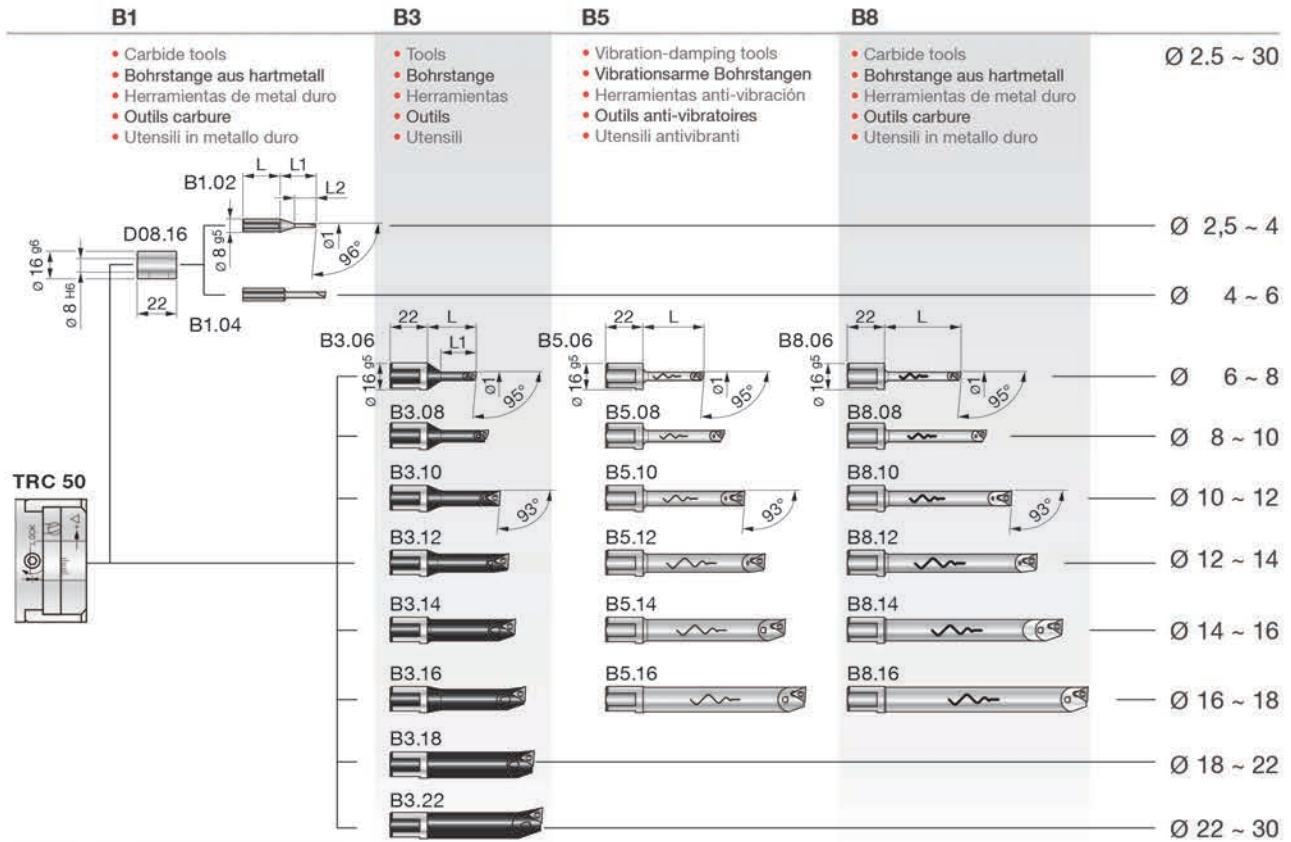 B1 B3 B5 B8
• Carbide tools
• Bohrstange aus hartmetall
• Herramientas de metal duro
• Outils carbure
• Utensili in metallo duro
• Tools
• Bohrstange
• Herramientas
• Outils
• Utensili
• Vibration-damping tools
• Vibrationsarme Bohrstangen
• Herramientas anti-vibración
• Outils anti-vibratoires
• Utensili antivibranti
• Carbide tools
• Bohrstange aus hartmetall
• Herramientas de metal duro
• Outils carbure
• Utensili in metallo duro
Ø 2.5 ~ 30
L L1
B1.02 L2
D08.16
Ø 16 g6
Ø 8 H6
22
Ø 8 g5
Ø1
96°
Ø 2,5 ~ 4
B1.04
Ø 4 ~ 6
22 L
L1
B3.06
Ø 16 g5
Ø1
95°
22 L
B5.06
Ø 16 g5
Ø1
95°
22 L
B8.06
Ø 16 g5
Ø1
95°
Ø 6 ~ 8
B3.08 B5.08 B8.08
Ø 8 ~ 10
B3.10 B5.10 B8.10
93° 93° 93°
Ø 10 ~ 12
TRC 50
LOCK
B3.12 B5.12 B8.12
Ø 12 ~ 14
B3.14 B5.14 B8.14
Ø 14 ~ 16
B3.16 B5.16 B8.16
Ø 16 ~ 18
B3.18
Ø 18 ~ 22
B3.22
Ø 22 ~ 30